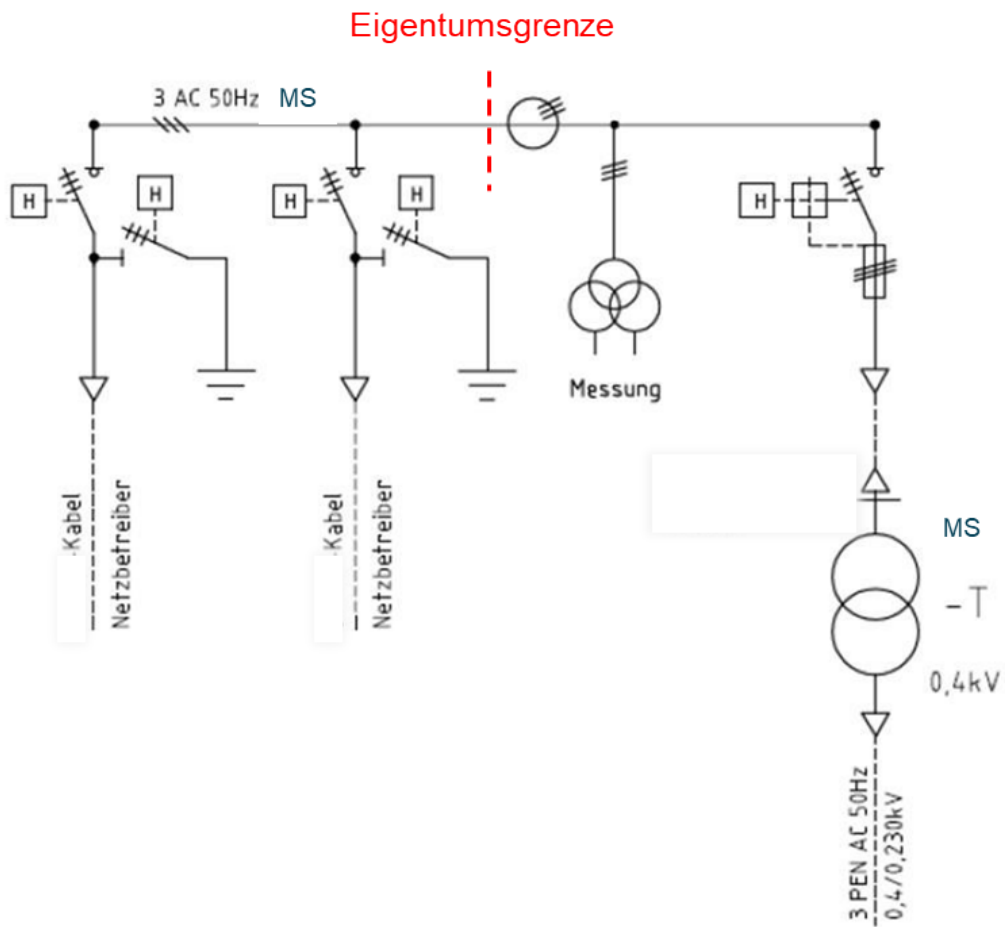 Eigentumsgrenze
3 AC 50Hz MS
H
H
H
H
H
Messung
-Kabel
Netzbetreiber
-Kabel
Netzbetreiber
MS
-T
0,4kV
3 PEN AC 50Hz
0,4/0,230kV